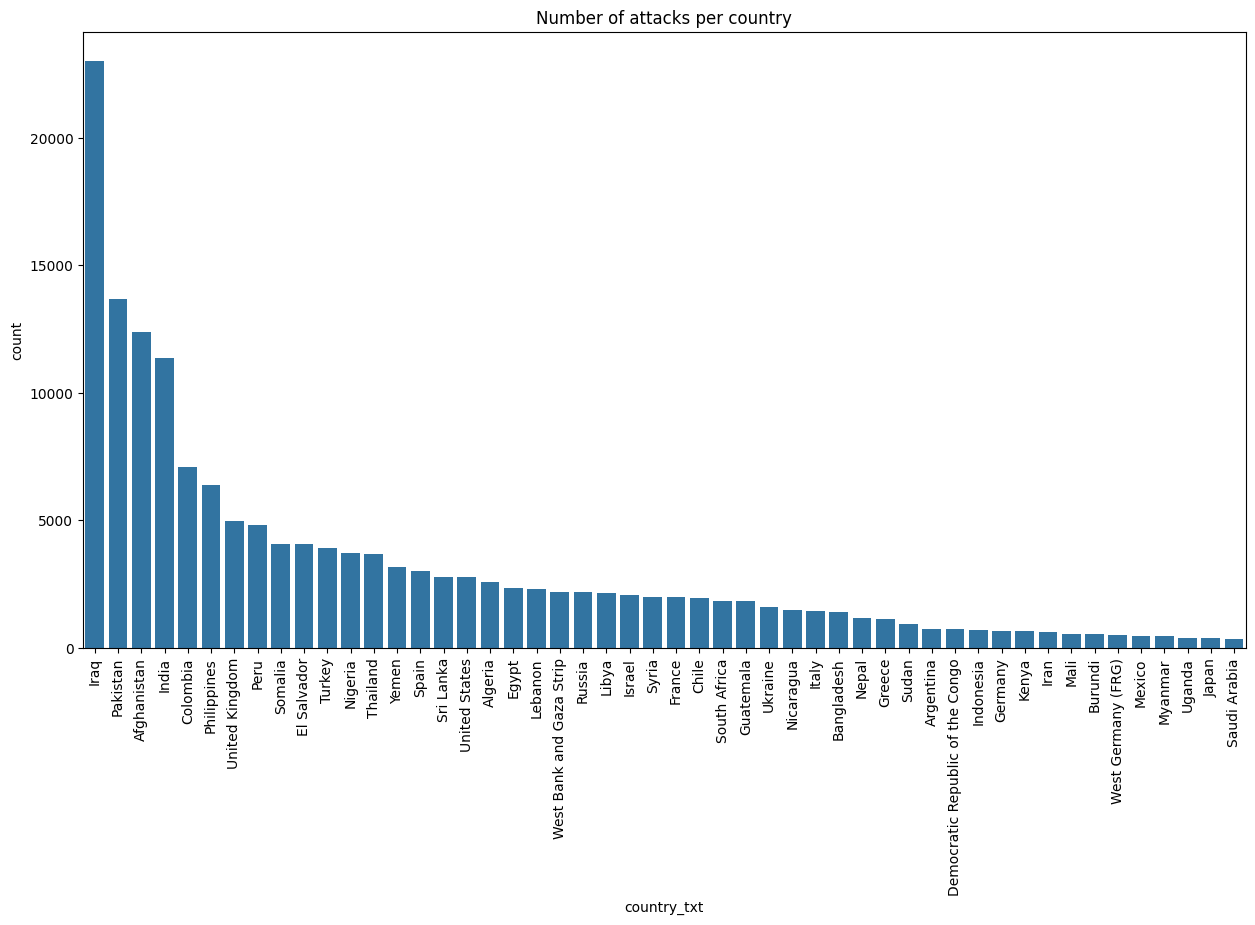 Number of attacks per country
count
20000
15000
10000
5000
0
Iraq
Pakistan
Afghanistan
India
Colombia
Philippines
United Kingdom
Peru
Somalia
El Salvador
Turkey
Nigeria
Thailand
Yemen
Spain
Sri Lanka
United States
Algeria
Egypt
Lebanon
West Bank and Gaza Strip
Russia
Libya
Israel
Syria
France
Chile
South Africa
Guatemala
Ukraine
Nicaragua
Italy
Bangladesh
Nepal
Greece
Sudan
Argentina
Democratic Republic of the Congo
Indonesia
Germany
Kenya
Iran
Mali
Burundi
West Germany (FRG)
Mexico
Myanmar
Uganda
Japan
Saudi Arabia
country_txt